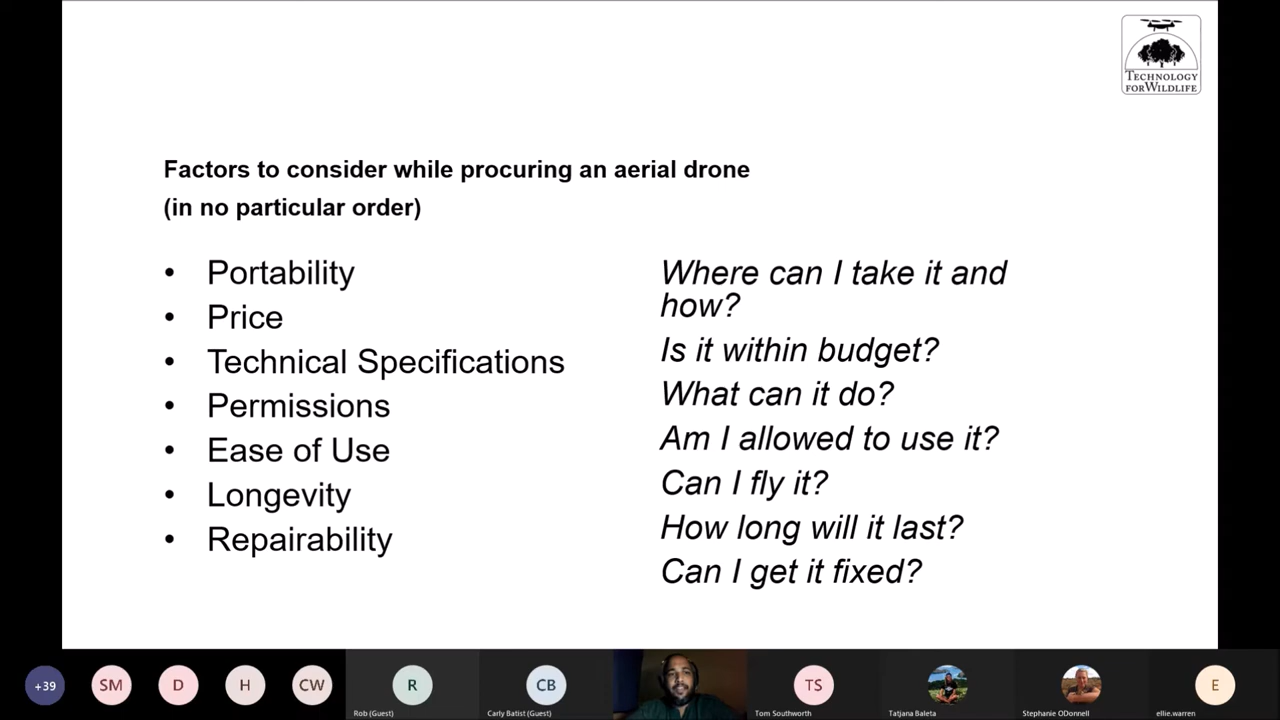 TECHNOLOGY
FORWILDLIFE
Factors to consider while procuring an aerial drone
(in no particular order)
• Portability
• Price
• Technical Specifications
• Permissions
• Ease of Use
• Longevity
• Repairability
Where can I take it and
how?
Is it within budget?
What can it do?
Am I allowed to use it?
Can I fly it?
How long will it last?
Can I get it fixed?
+39
SM
D
H
CW
R
Rob (Guest)
CB
Carly Batist (Guest)
TS
Tom Southworth
Tatjana Baleta
Stephanie ODonnell
E
ellie.warren